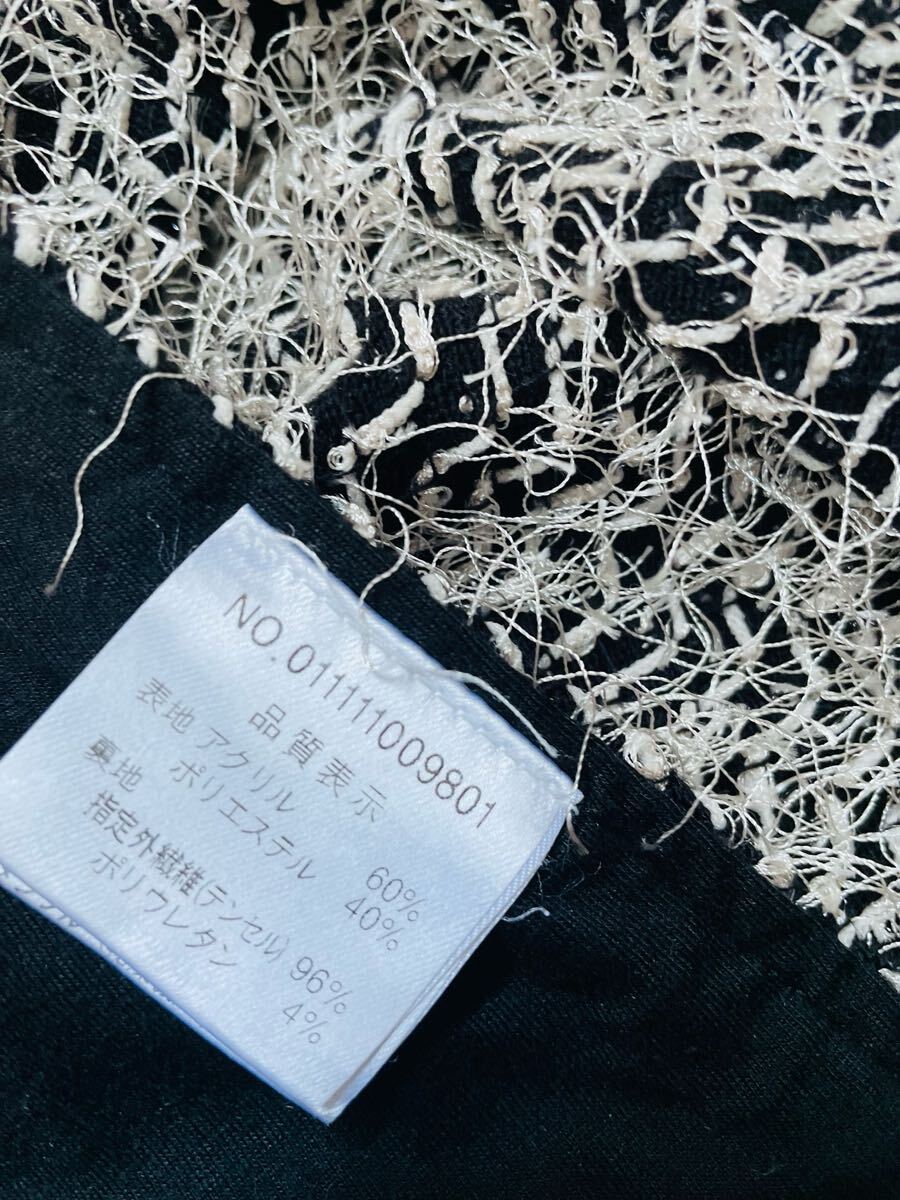 NO.01111009801
品質表示
表地 アクリル 60%
ポリエステル 40%
裏地
指定外繊維(テンセル) 96%
ポリウレタン 4%